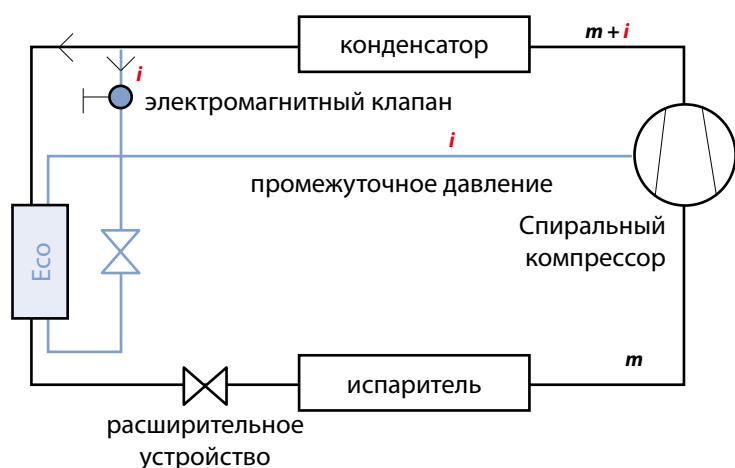 конденсатор
m + i
i
электромагнитный клапан
i
промежуточное давление
Спиральный
компрессор
Eco
m
испаритель
расширительное
устройство